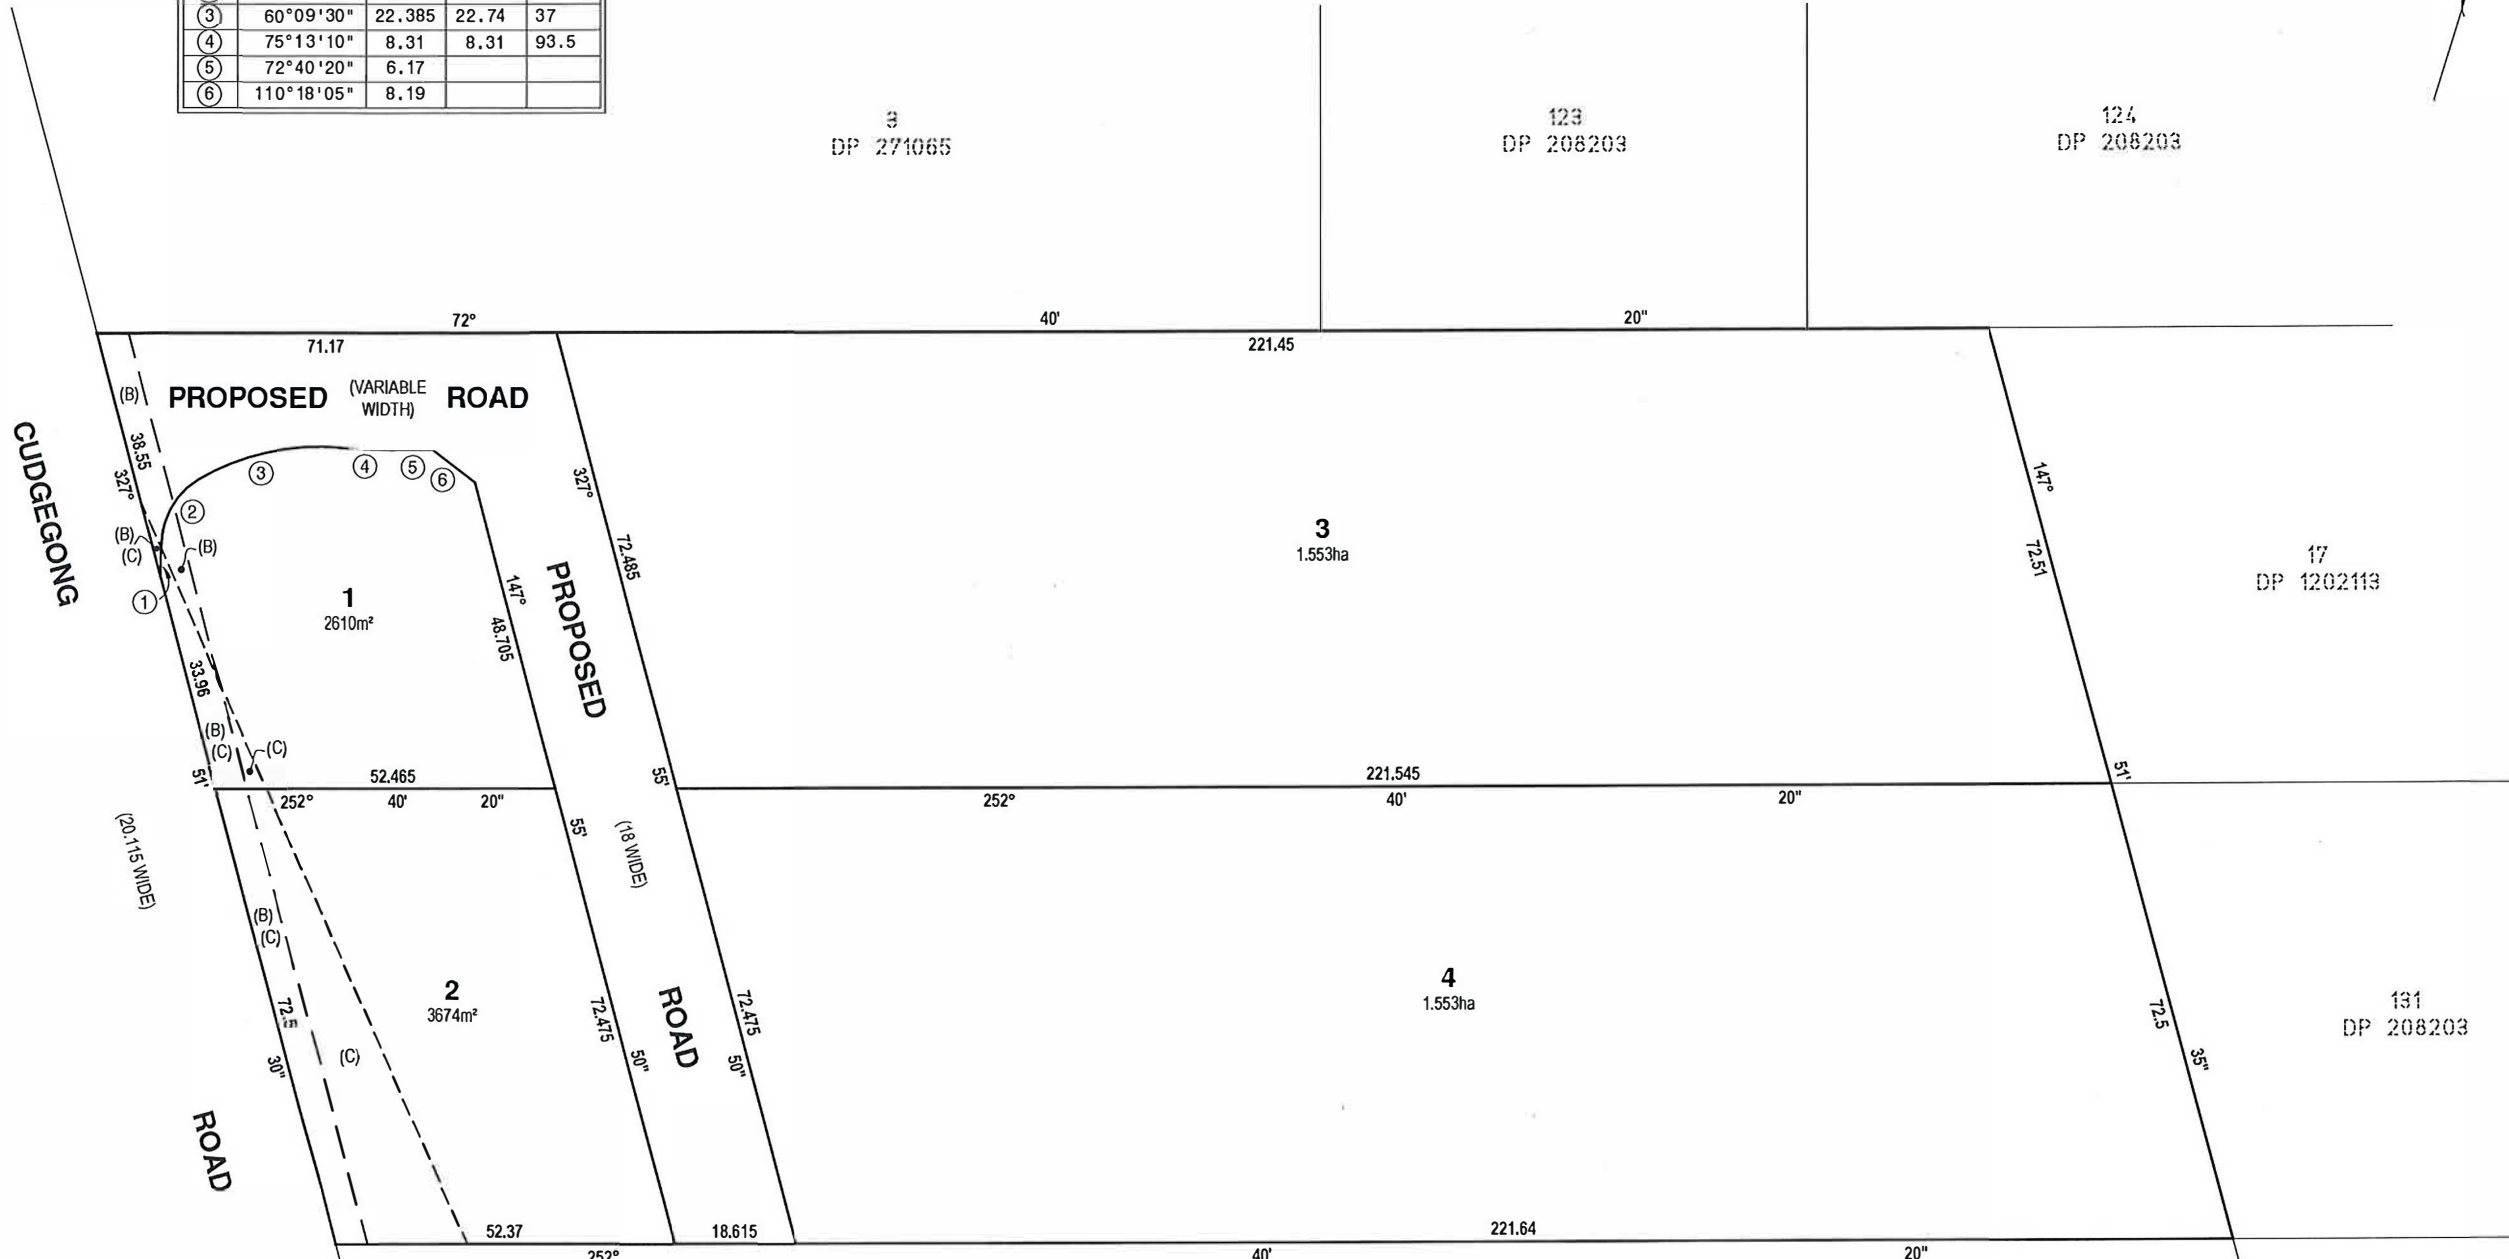 ③ 60°09'30" 22.385 22.74 37
④ 75°13'10" 8.31 8.31 93.5
⑤ 72°40'20" 6.17
⑥ 110°18'05" 8.19
3
DP 271065
123
DP 208203
124
DP 208203
72° 40' 20"
71.17
221.45
(B)
PROPOSED (VARIABLE WIDTH) ROAD
38.55
327°
CUDGEGONG
③
④
⑤
⑥
②
(B)
(C)
(B)
①
1
2610m²
147°
48.705
327°
72.485
PROPOSED
3
1.553ha
147°
72.51
17
DP 1202113
33.96
(B)
(C)
(C)
51'
52.465
252° 40' 20"
55'
55'
221.545
252° 40' 20"
51'
(20.115 WIDE)
(18 WIDE)
(B)
(C)
72.5
30"
(C)
2
3674m²
72.475
50"
ROAD
72.475
50"
4
1.553ha
72.5
35"
131
DP 208203
ROAD
52.37
18.615
221.64
252° 40' 20"